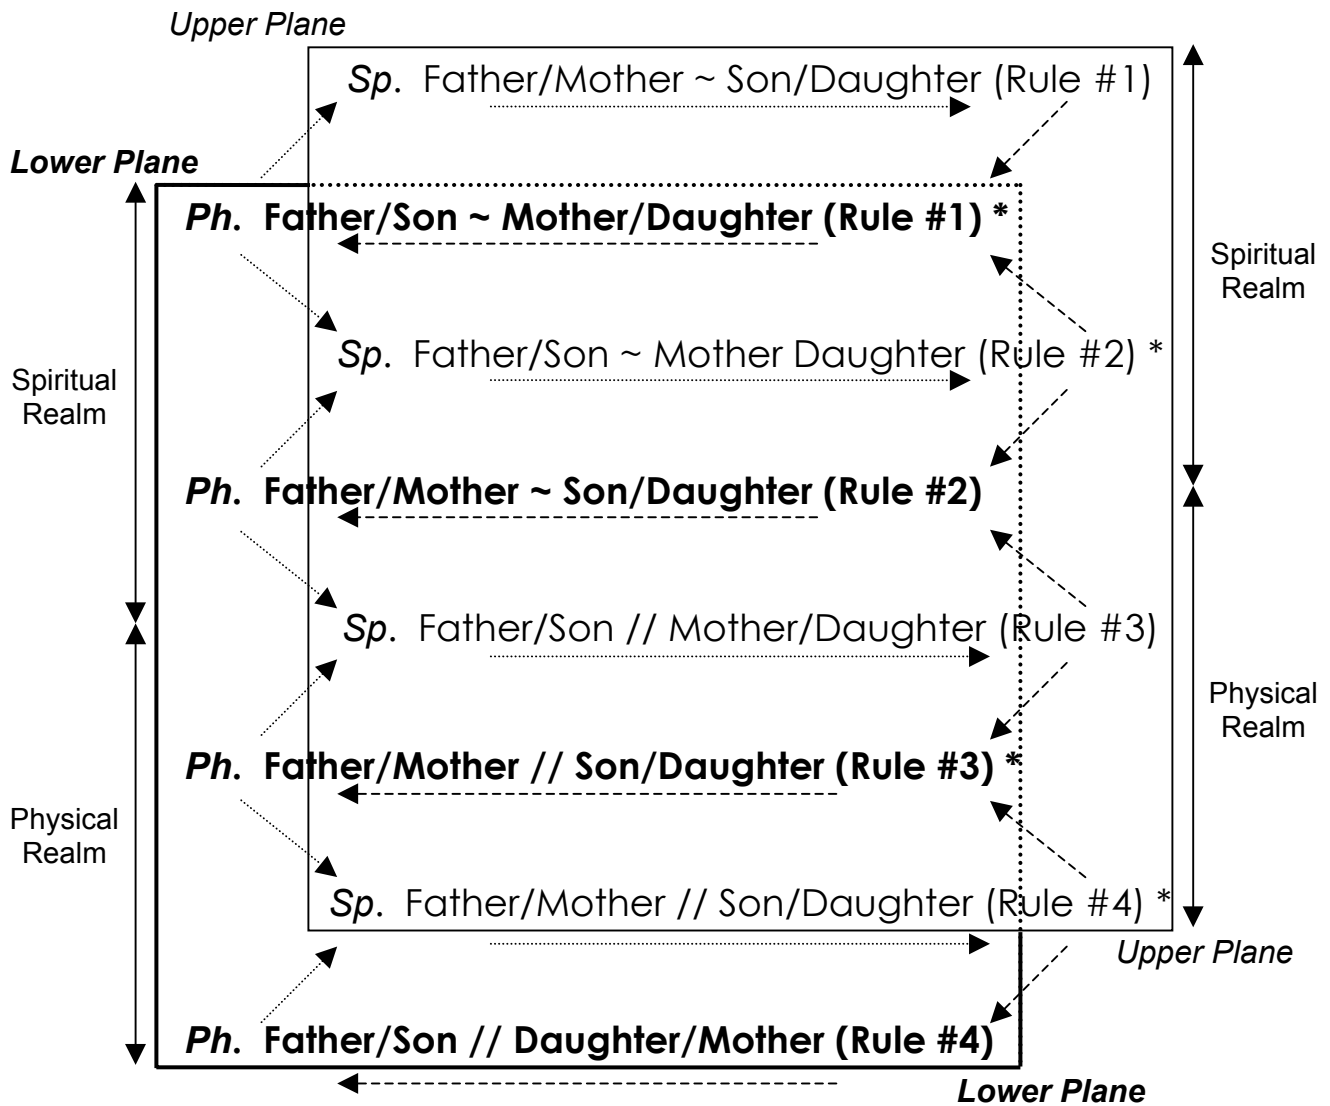 Upper Plane
Sp. Father/Mother ~ Son/Daughter (Rule #1)
Lower Plane
Ph. Father/Son ~ Mother/Daughter (Rule #1) *
Spiritual
Realm
Sp. Father/Son ~ Mother Daughter (Rule #2) *
Spiritual
Realm
Ph. Father/Mother ~ Son/Daughter (Rule #2)
Sp. Father/Son // Mother/Daughter (Rule #3)
Physical
Realm
Ph. Father/Mother // Son/Daughter (Rule #3) *
Physical
Realm
Sp. Father/Mother // Son/Daughter (Rule #4) *
Upper Plane
Ph. Father/Son // Daughter/Mother (Rule #4)
Lower Plane